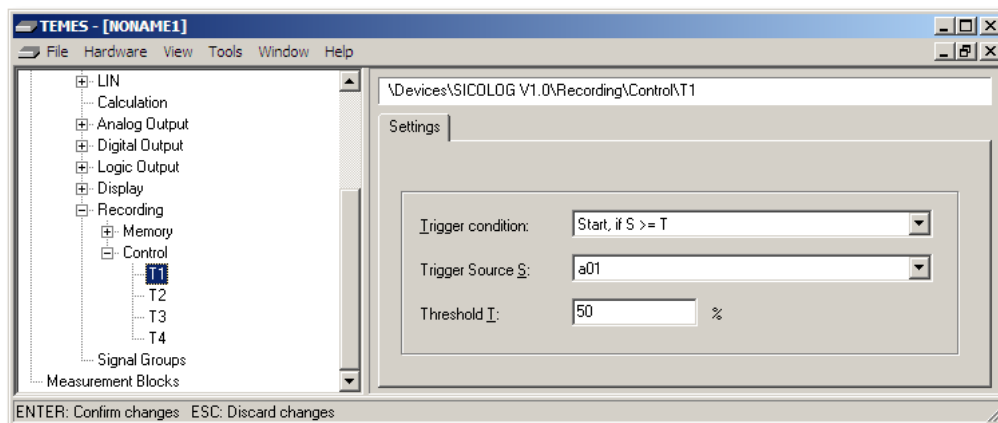 TEMES - [NONAME1]
File Hardware View Tools Window Help
LIN
Calculation
Analog Output
Digital Output
Logic Output
Display
Recording
Memory
Control
T1
T2
T3
T4
Signal Groups
Measurement Blocks
\Devices\SICOLOG V1.0\Recording\Control\T1
Settings
Trigger condition: Start, if S >= T
Trigger Source S: a01
Threshold T: 50 %
ENTER: Confirm changes ESC: Discard changes